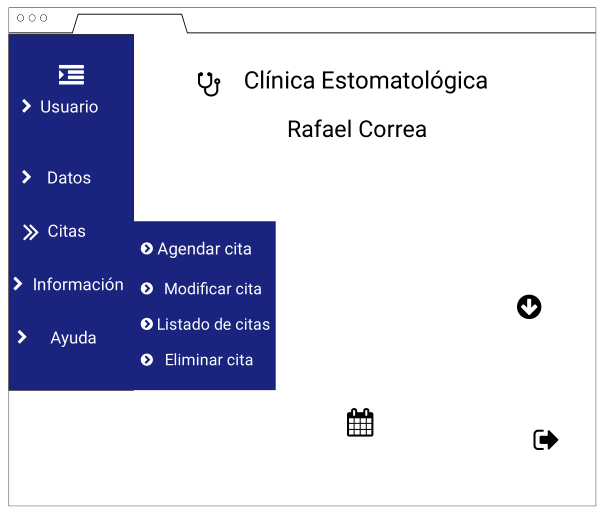 Clínica Estomatológica
Rafael Correa
Usuario
Datos
Citas
Información
Ayuda
Agendar cita
Modificar cita
Listado de citas
Eliminar cita